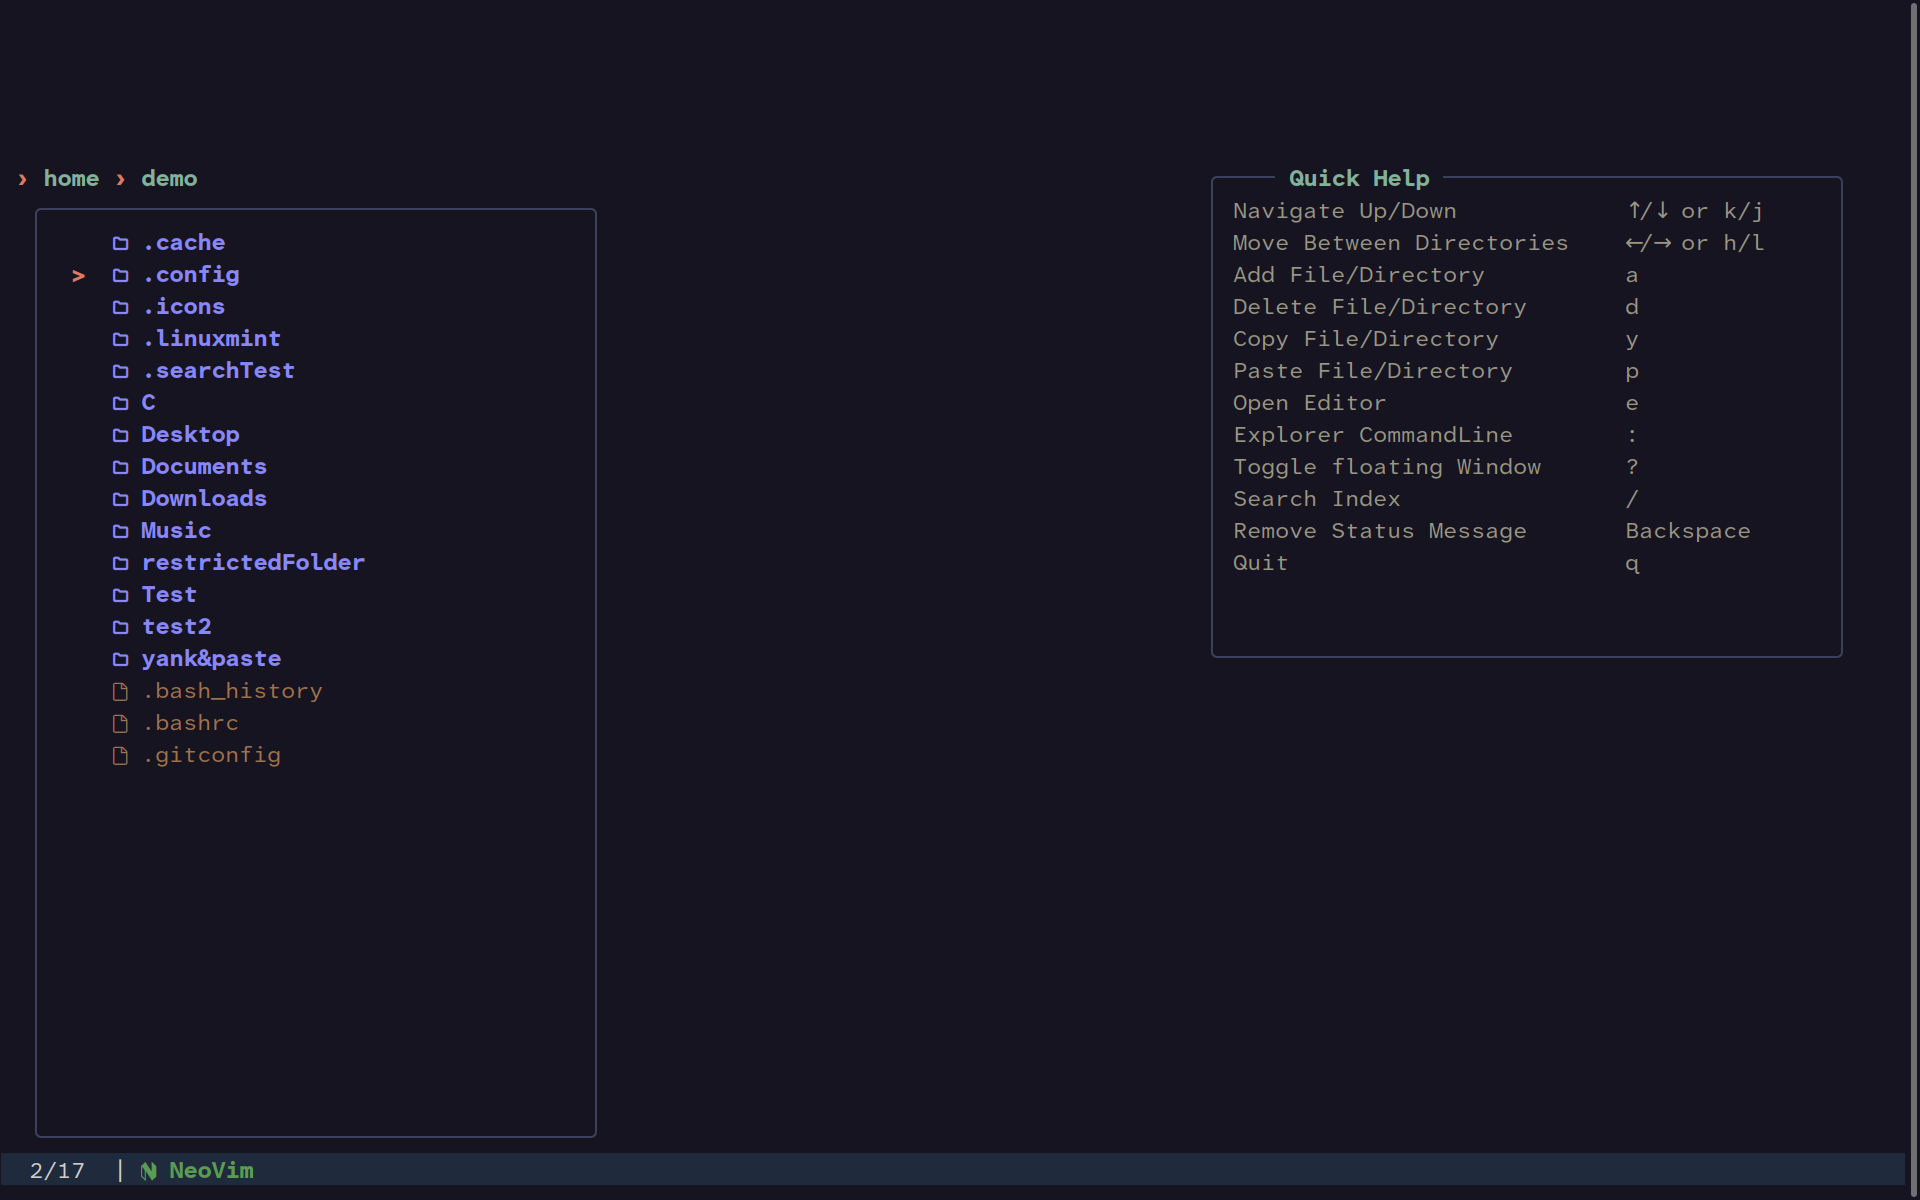 › home › demo
.cache
> .config
.icons
.linuxmint
.searchTest
C
Desktop
Documents
Downloads
Music
restrictedFolder
Test
test2
yank&paste
.bash_history
.bashrc
.gitconfig
Quick Help
Navigate Up/Down ↑/↓ or k/j
Move Between Directories ←/→ or h/l
Add File/Directory a
Delete File/Directory d
Copy File/Directory y
Paste File/Directory p
Open Editor e
Explorer CommandLine :
Toggle floating Window ?
Search Index /
Remove Status Message Backspace
Quit q
2/17 | NeoVim